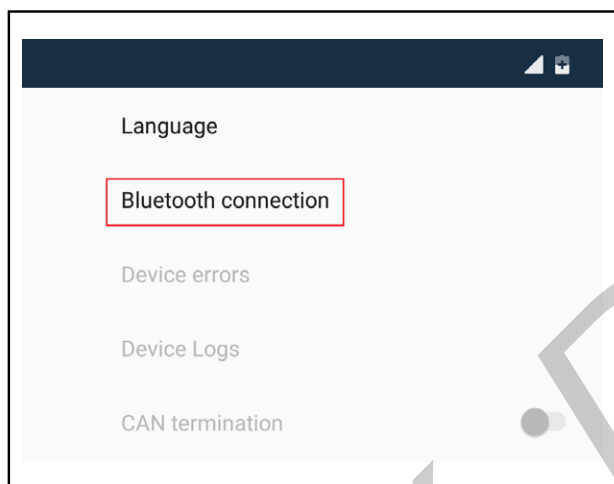 Language
Bluetooth connection
Device errors
Device Logs
CAN termination